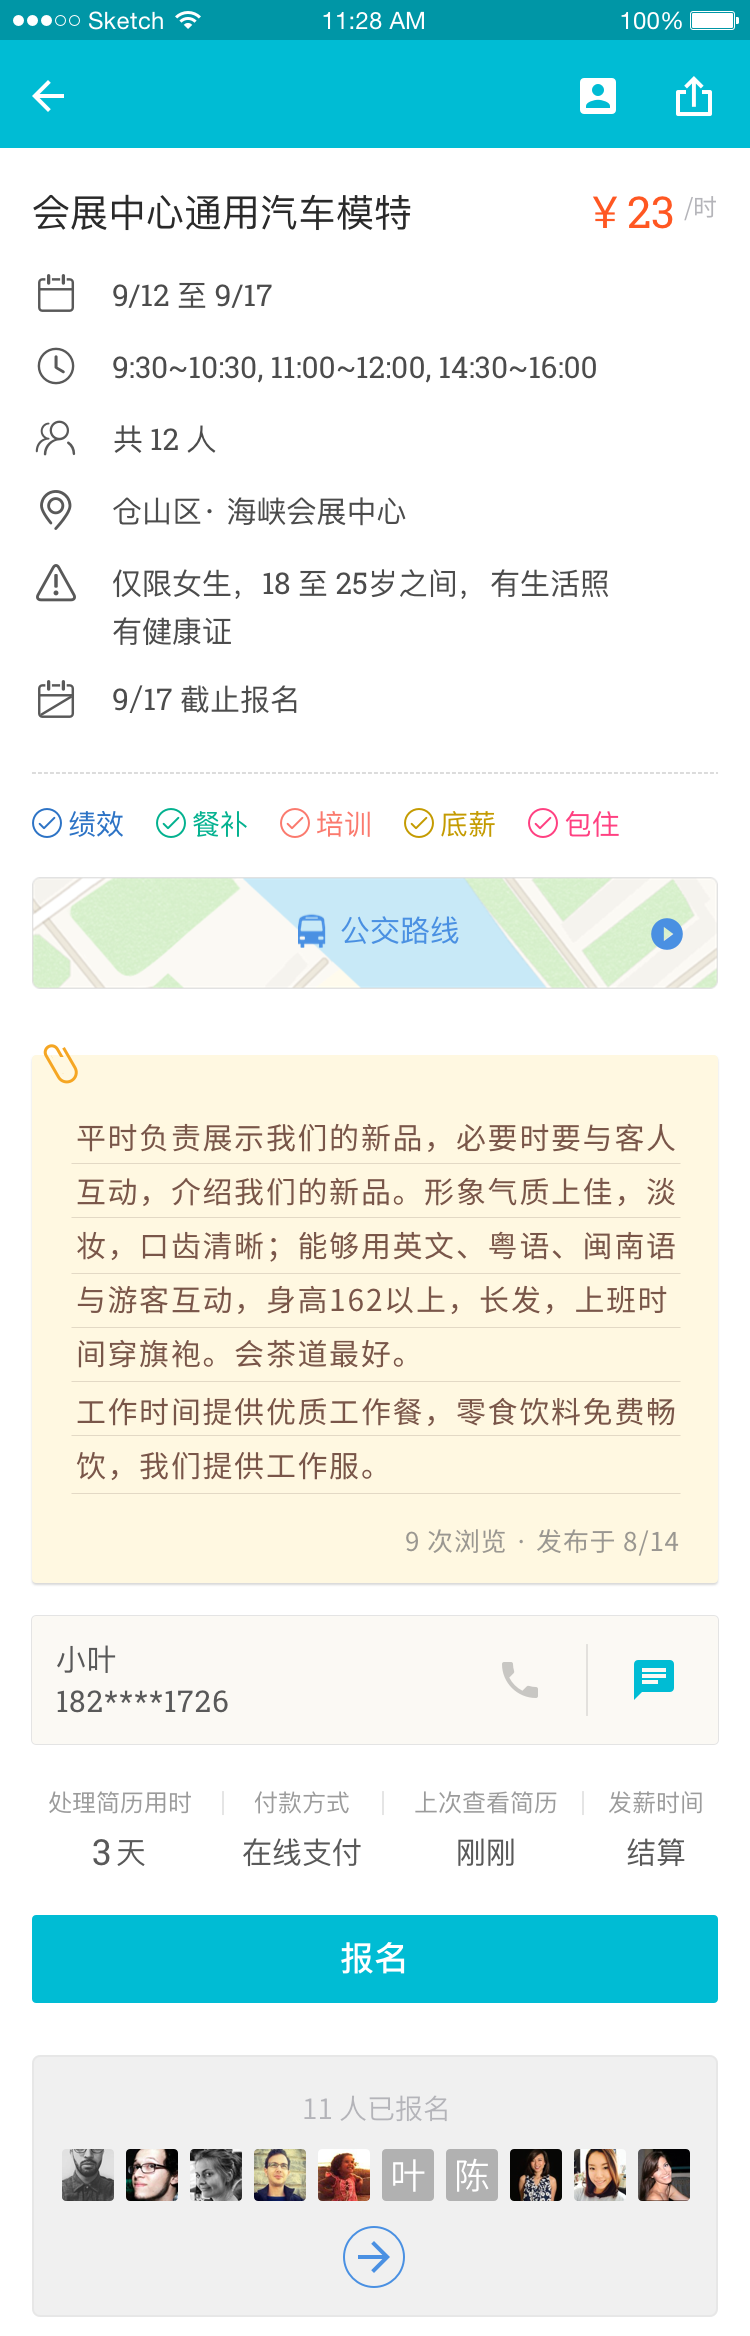 Sketch 11:28 AM 100%
会展中心通用汽车模特 ¥ 23 /时
9/12 至 9/17
9:30~10:30, 11:00~12:00, 14:30~16:00
共 12 人
仓山区· 海峡会展中心
仅限女生，18 至 25岁之间， 有生活照
有健康证
9/17 截止报名
绩效 餐补 培训 底薪 包住
公交路线
平时负责展示我们的新品，必要时要与客人
互动，介绍我们的新品。形象气质上佳，淡
妆，口齿清晰；能够用英文、粤语、闽南语
与游客互动，身高162以上，长发，上班时
间穿旗袍。会茶道最好。
工作时间提供优质工作餐，零食饮料免费畅
饮，我们提供工作服。
9 次浏览 · 发布于 8/14
小叶
182****1726
处理简历用时 付款方式 上次查看简历 发薪时间
3天 在线支付 刚刚 结算
报名
11 人已报名
叶 陈